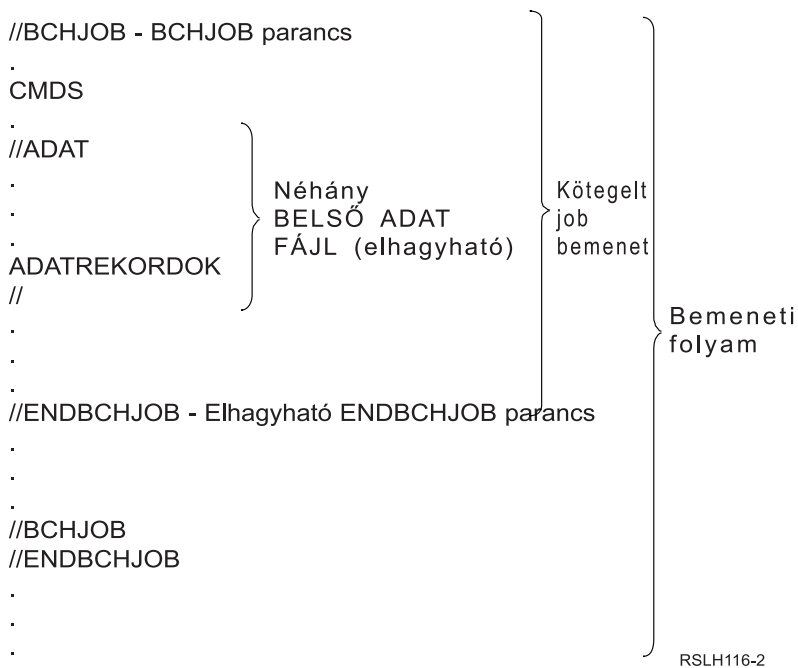 //BCHJOB - BCHJOB parancs
.
CMDS
.
//ADAT
.
.
.
ADATREKORDOK
//
.
.
.
//ENDBCHJOB - Elhagyható ENDBCHJOB parancs
.
.
.
//BCHJOB
//ENDBCHJOB
.
.
.
Néhány
BELSŐ ADAT
FÁJL (elhagyható)
Kötegelt
job
bemenet
Bemeneti
folyam
RSLH116-2